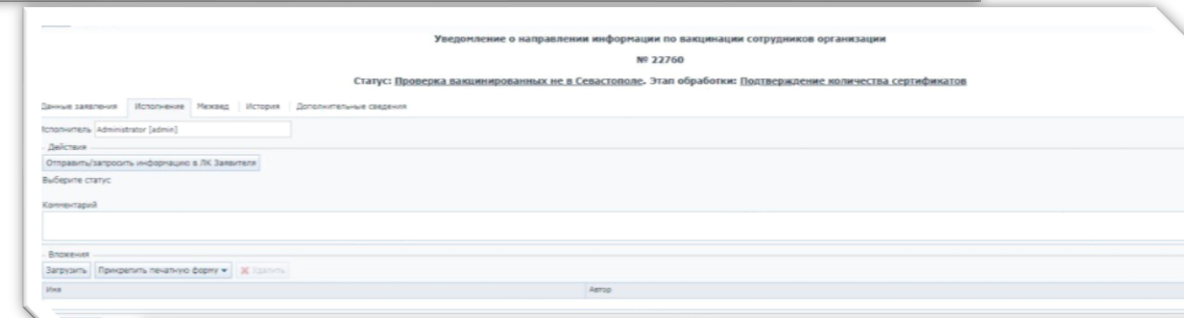 Уведомление о направлении информации по вакцинации сотрудников организации
№ 22760
Статус: Проверка вакцинированных не в Севастополе. Этап обработки: Подтверждение количества сертификатов
Данные заявления Исполнение Межвед История Дополнительные сведения
Исполнитель Administrator [admin]
Действия
Отправить/запросить информацию в ЛК Заявителя
Выберите статус
Комментарий
Вложения
Загрузить Прикрепить печатную форму Удалить
Имя Автор